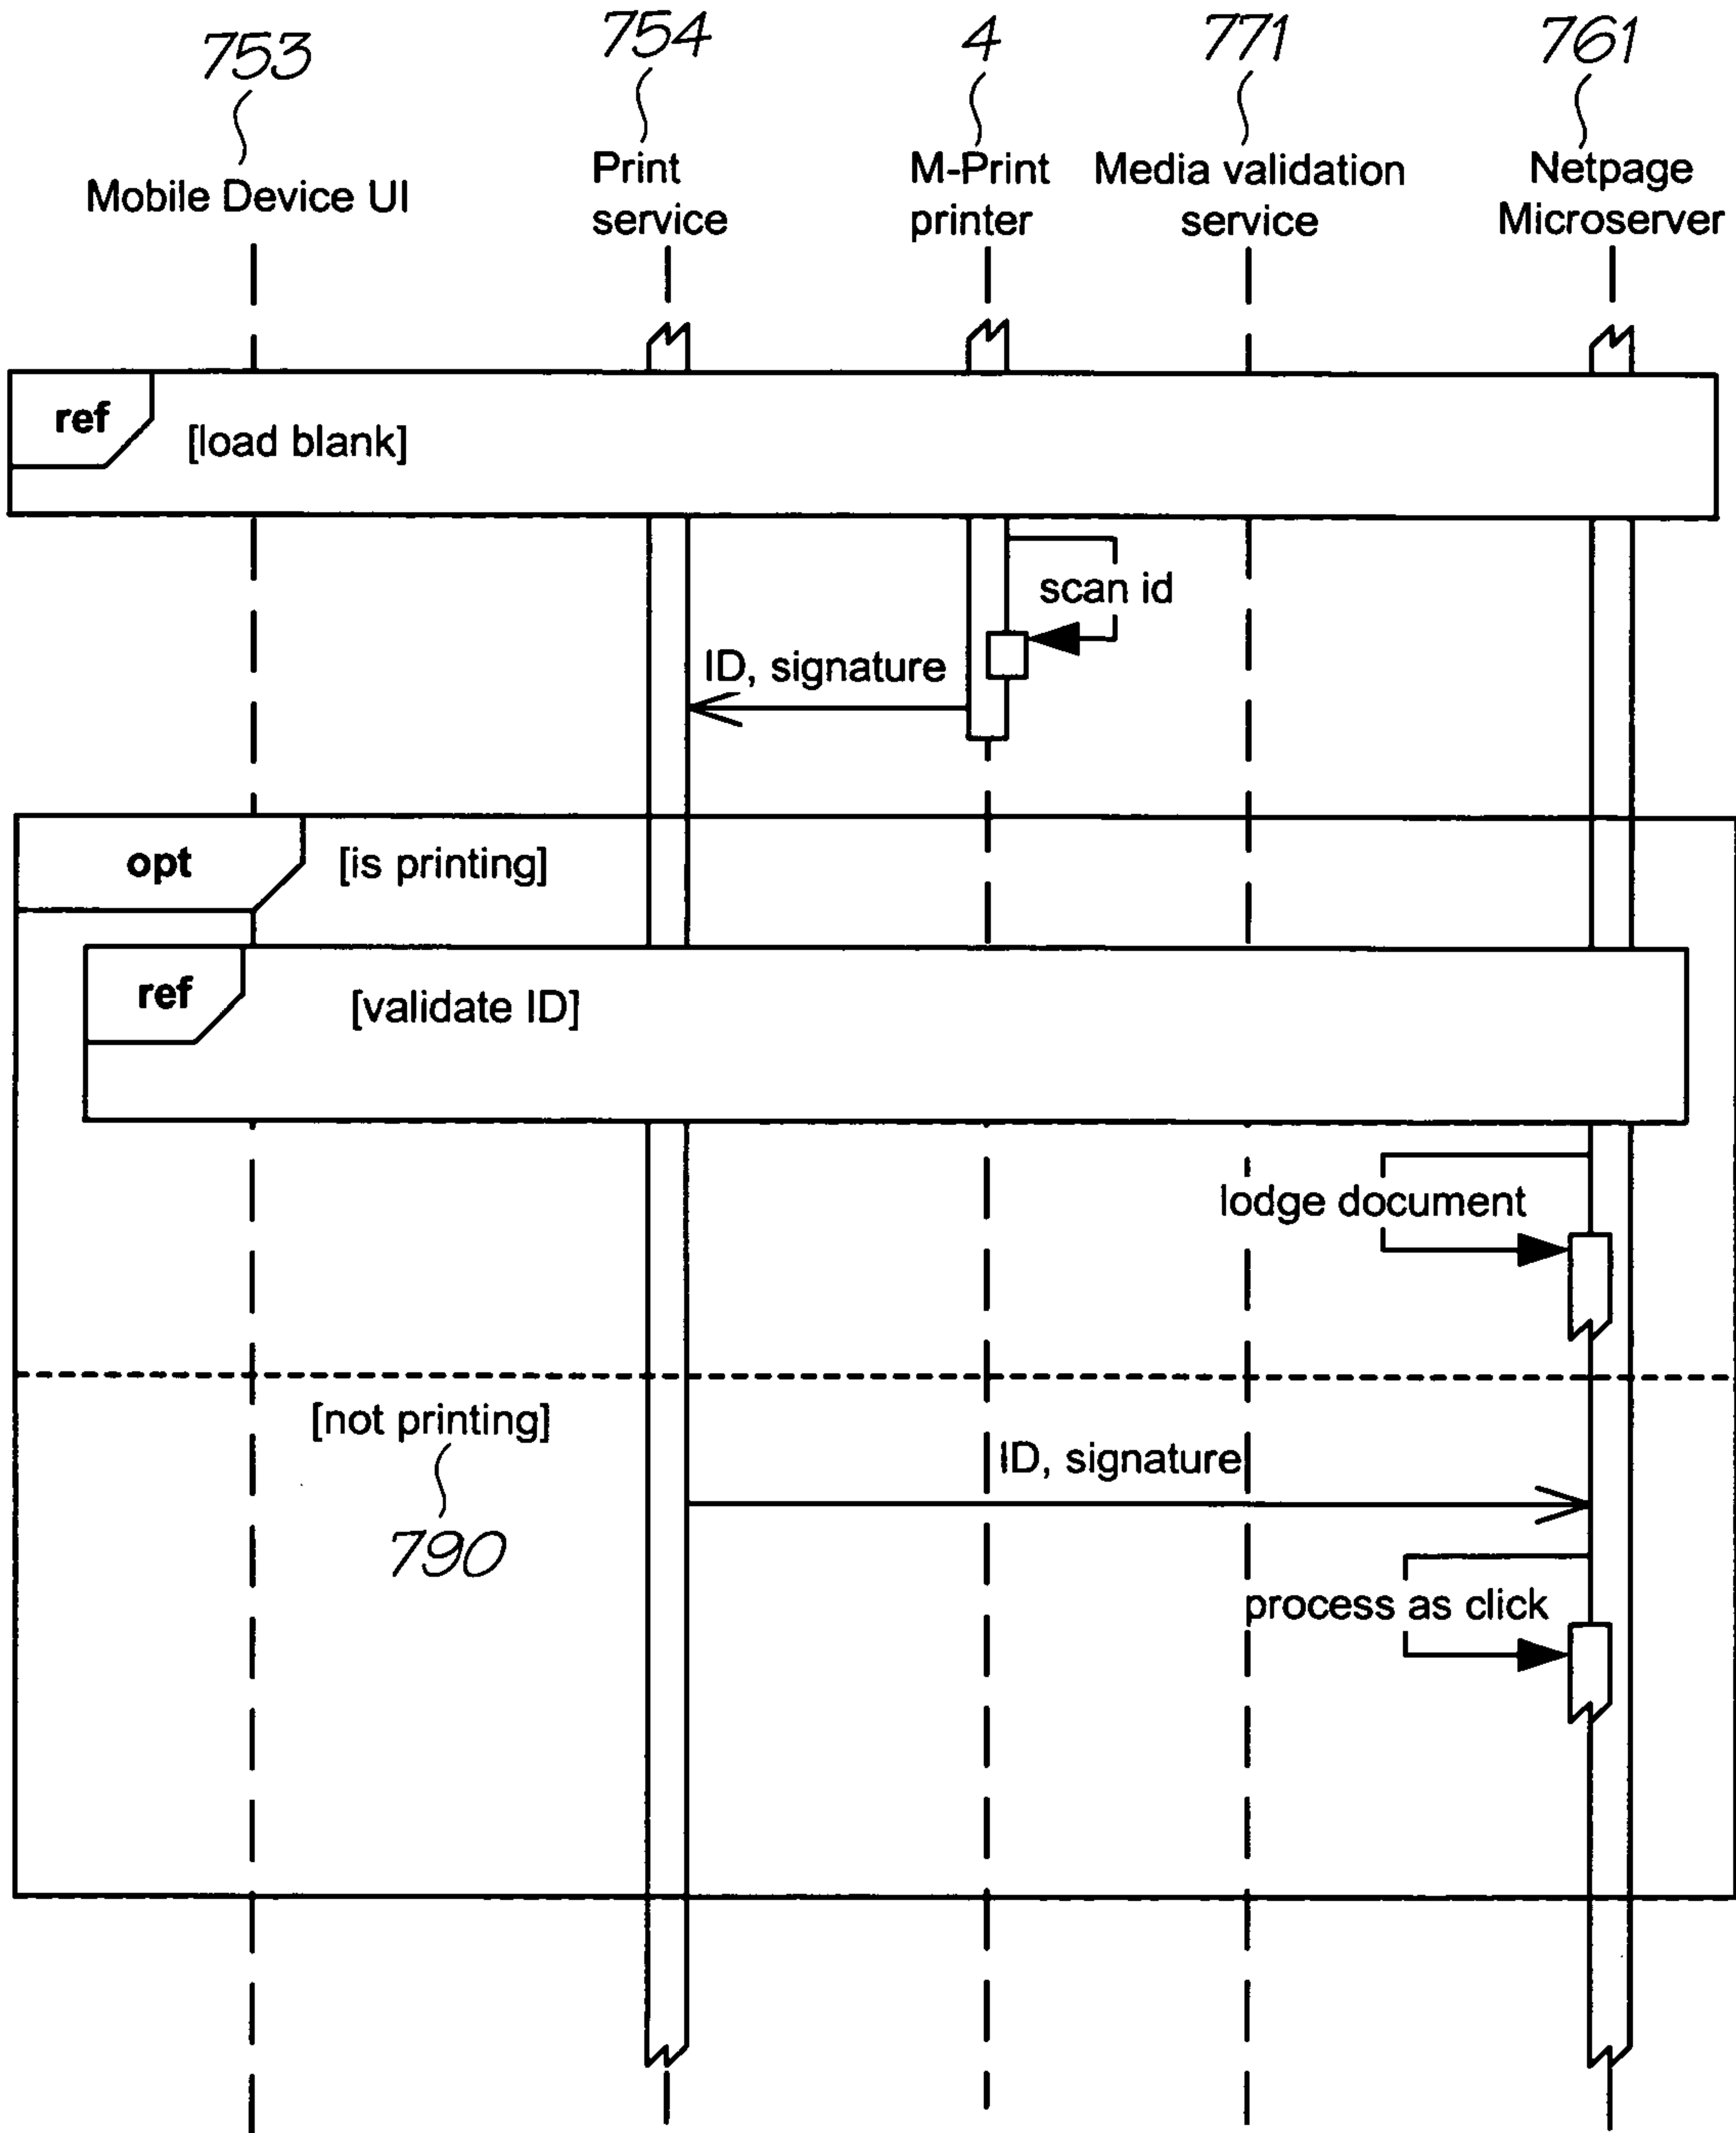 753
754
4
771
761
Mobile Device UI
Print
service
M-Print
printer
Media validation
service
Netpage
Microserver
ref
[load blank]
scan id
ID, signature
opt
[is printing]
ref
[validate ID]
lodge document
[not printing]
790
ID, signature
process as click